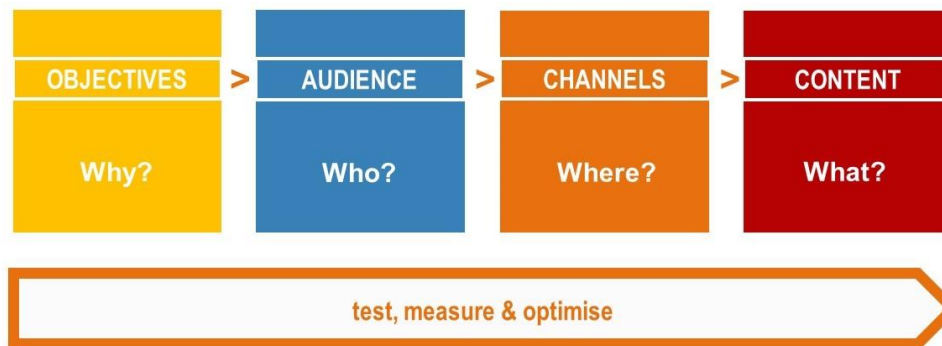 OBJECTIVES > AUDIENCE > CHANNELS > CONTENT
Why? Who? Where? What?
test, measure & optimise